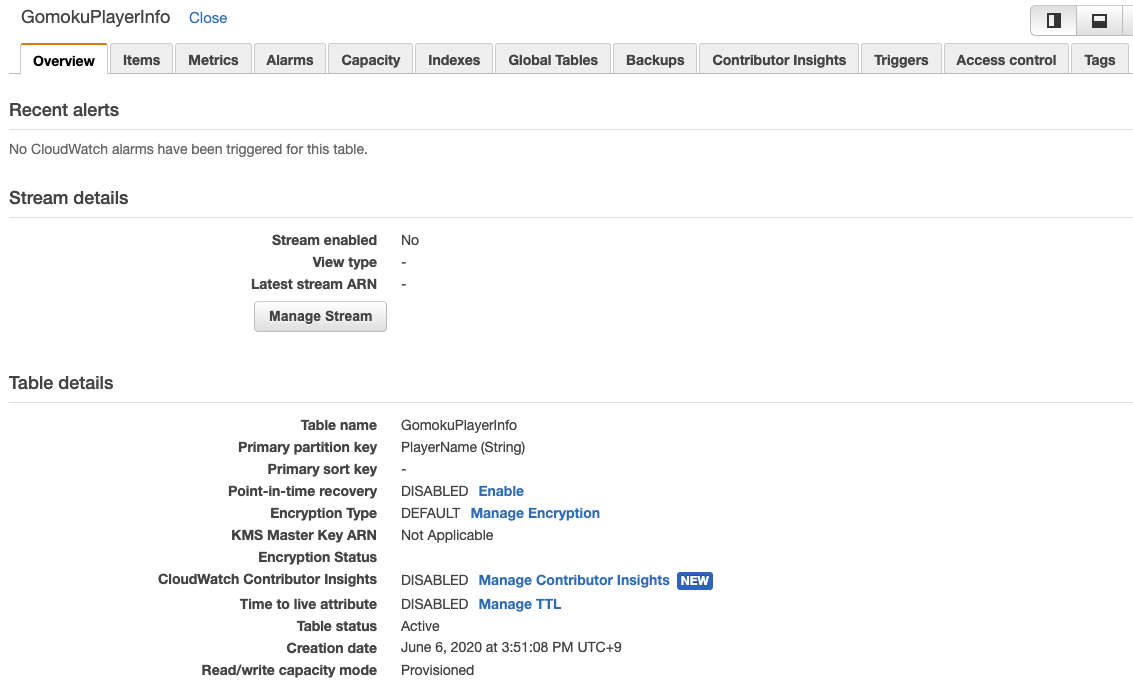 GomokuPlayerInfo Close
Overview Items Metrics Alarms Capacity Indexes Global Tables Backups Contributor Insights Triggers Access control Tags
Recent alerts
No CloudWatch alarms have been triggered for this table.
Stream details
Stream enabled No
View type -
Latest stream ARN -
Manage Stream
Table details
Table name GomokuPlayerInfo
Primary partition key PlayerName (String)
Primary sort key -
Point-in-time recovery DISABLED Enable
Encryption Type DEFAULT Manage Encryption
KMS Master Key ARN Not Applicable
Encryption Status
CloudWatch Contributor Insights DISABLED Manage Contributor Insights NEW
Time to live attribute DISABLED Manage TTL
Table status Active
Creation date June 6, 2020 at 3:51:08 PM UTC+9
Read/write capacity mode Provisioned